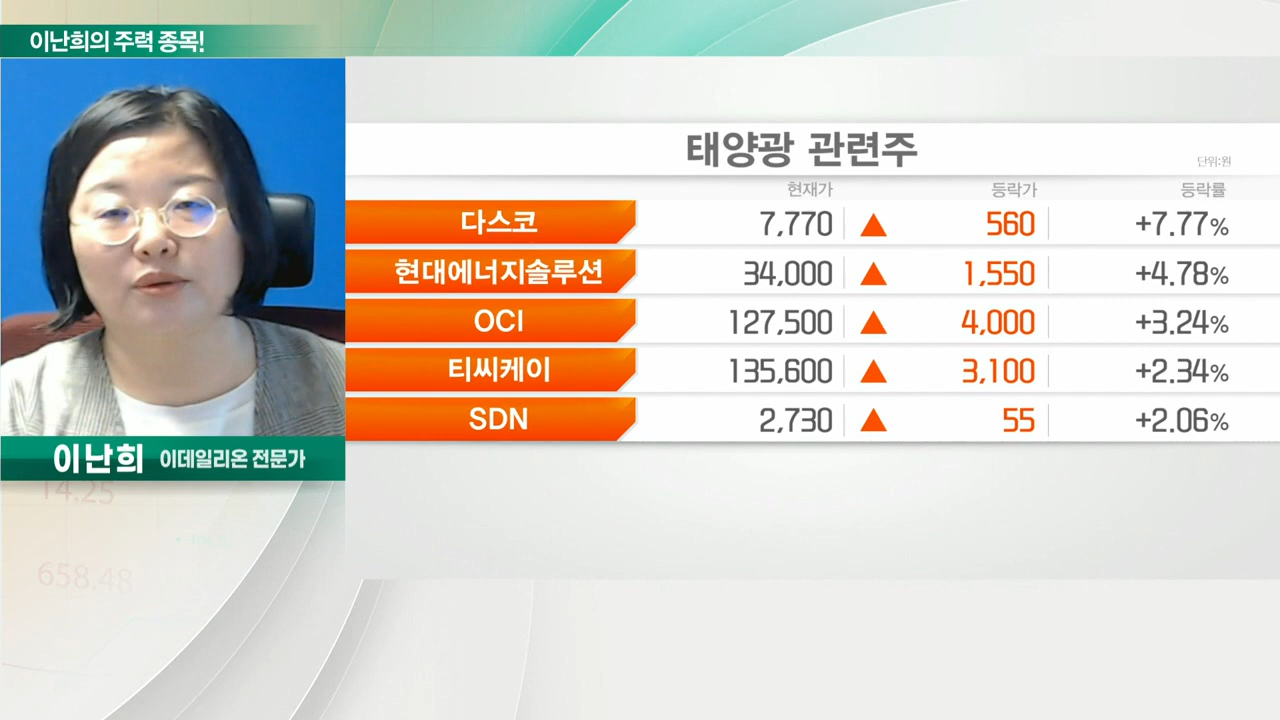 이난희의 주력 종목!
태양광 관련주
단위:원
현재가 등락가 등락률
다스코 7,770 ▲ 560 +7.77%
현대에너지솔루션 34,000 ▲ 1,550 +4.78%
OCI 127,500 ▲ 4,000 +3.24%
티씨케이 135,600 ▲ 3,100 +2.34%
SDN 2,730 ▲ 55 +2.06%
이난희 이데일리온 전문가
14.25
658.48